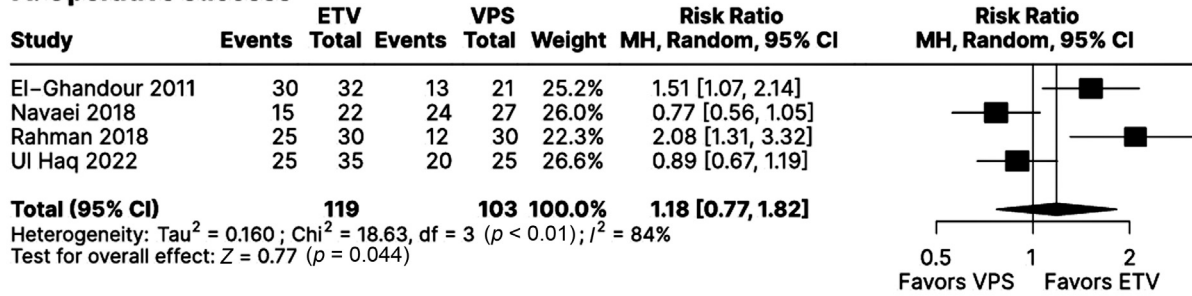 ETV VPS Risk Ratio Risk Ratio
Study Events Total Events Total Weight MH, Random, 95% CI MH, Random, 95% CI
El–Ghandour 2011 30 32 13 21 25.2% 1.51 [1.07, 2.14]
Navaei 2018 15 22 24 27 26.0% 0.77 [0.56, 1.05]
Rahman 2018 25 30 12 30 22.3% 2.08 [1.31, 3.32]
Ul Haq 2022 25 35 20 25 26.6% 0.89 [0.67, 1.19]
Total (95% CI) 119 103 100.0% 1.18 [0.77, 1.82]
Heterogeneity: Tau² = 0.160 ; Chi² = 18.63, df = 3 (p < 0.01) ; I² = 84%
Test for overall effect: Z = 0.77 (p = 0.044)
0.5 1 2
Favors VPS Favors ETV